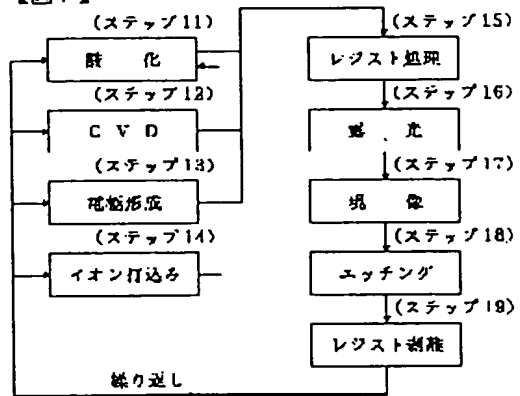 (ステップ11)
酸 化
(ステップ12)
C V D
(ステップ13)
電極形成
(ステップ14)
イオン打込み
(ステップ15)
レジスト処理
(ステップ16)
感 光
(ステップ17)
現 像
(ステップ18)
エッチング
(ステップ19)
レジスト剥離
繰り返し